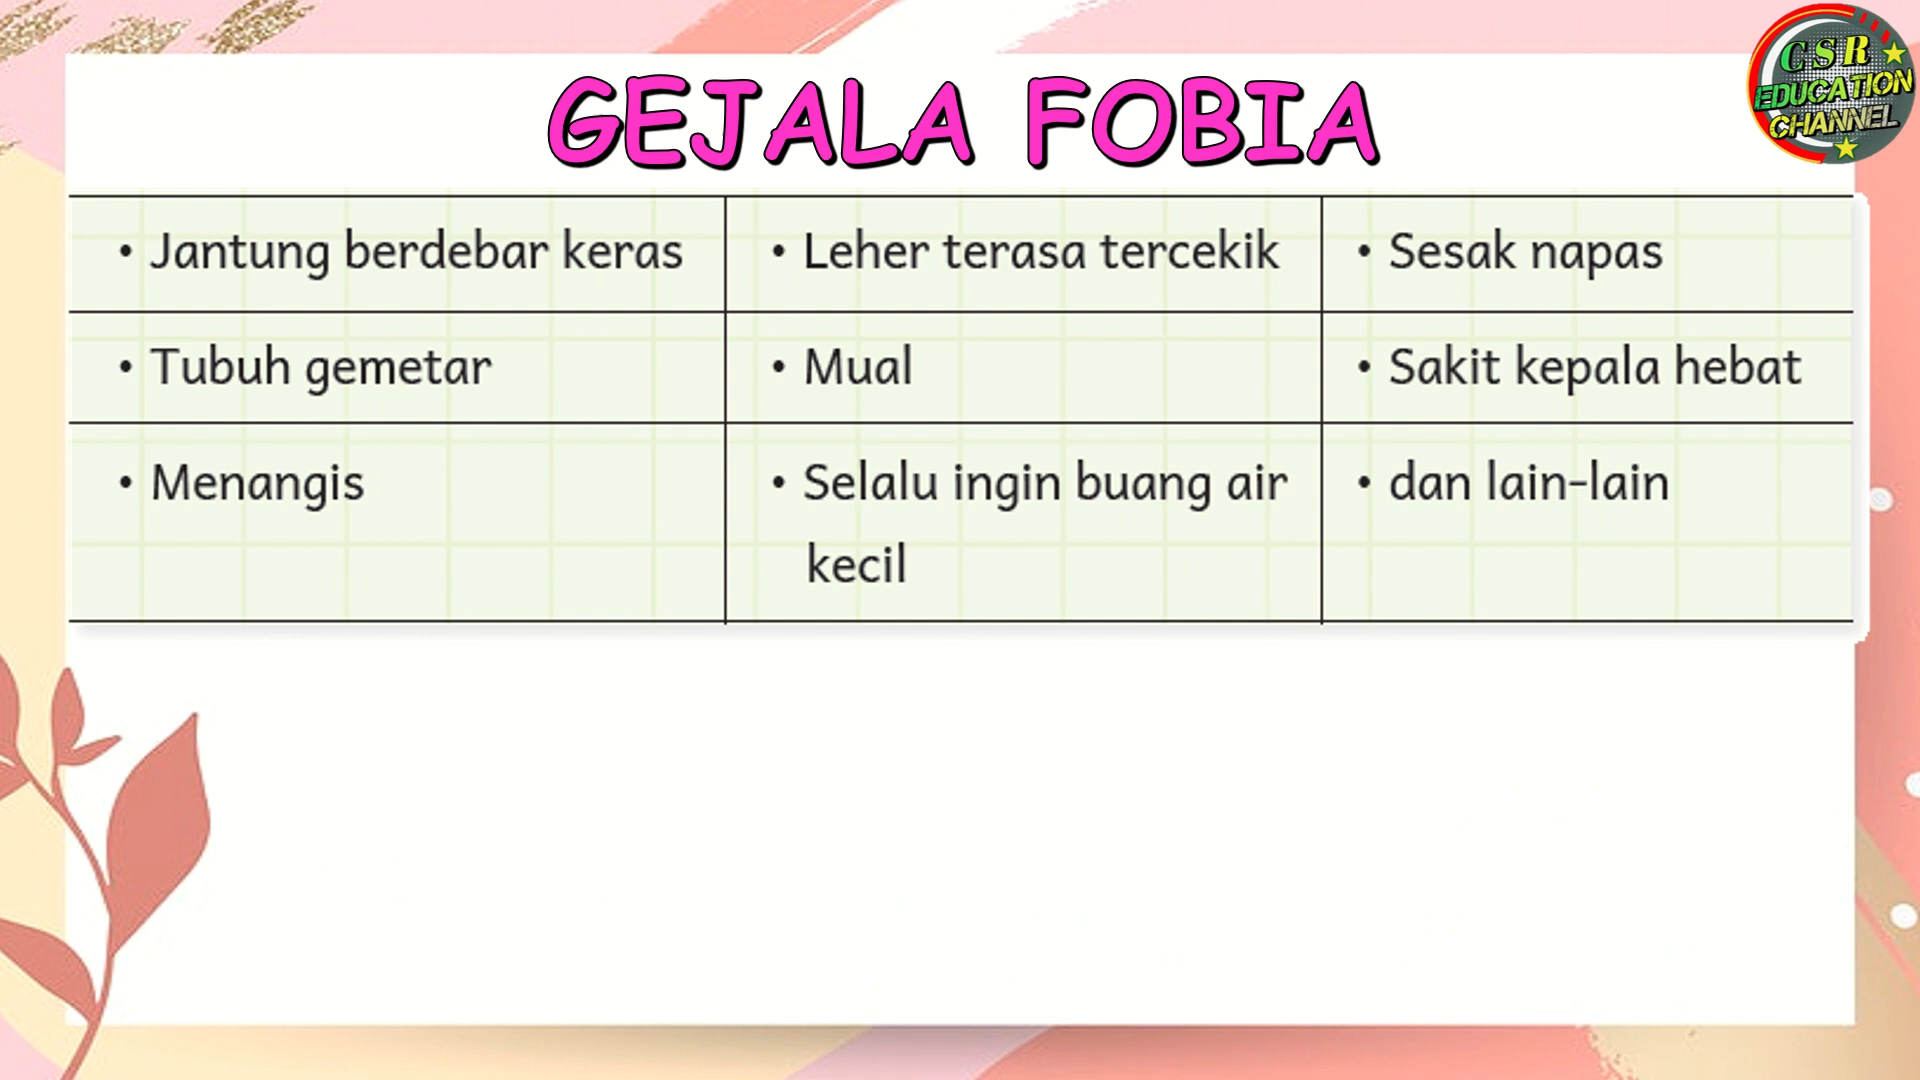 GEJALA FOBIA
CSR
EDUCATION
CHANNEL
• Jantung berdebar keras
• Leher terasa tercekik
• Sesak napas
• Tubuh gemetar
• Mual
• Sakit kepala hebat
• Menangis
• Selalu ingin buang air
kecil
• dan lain-lain